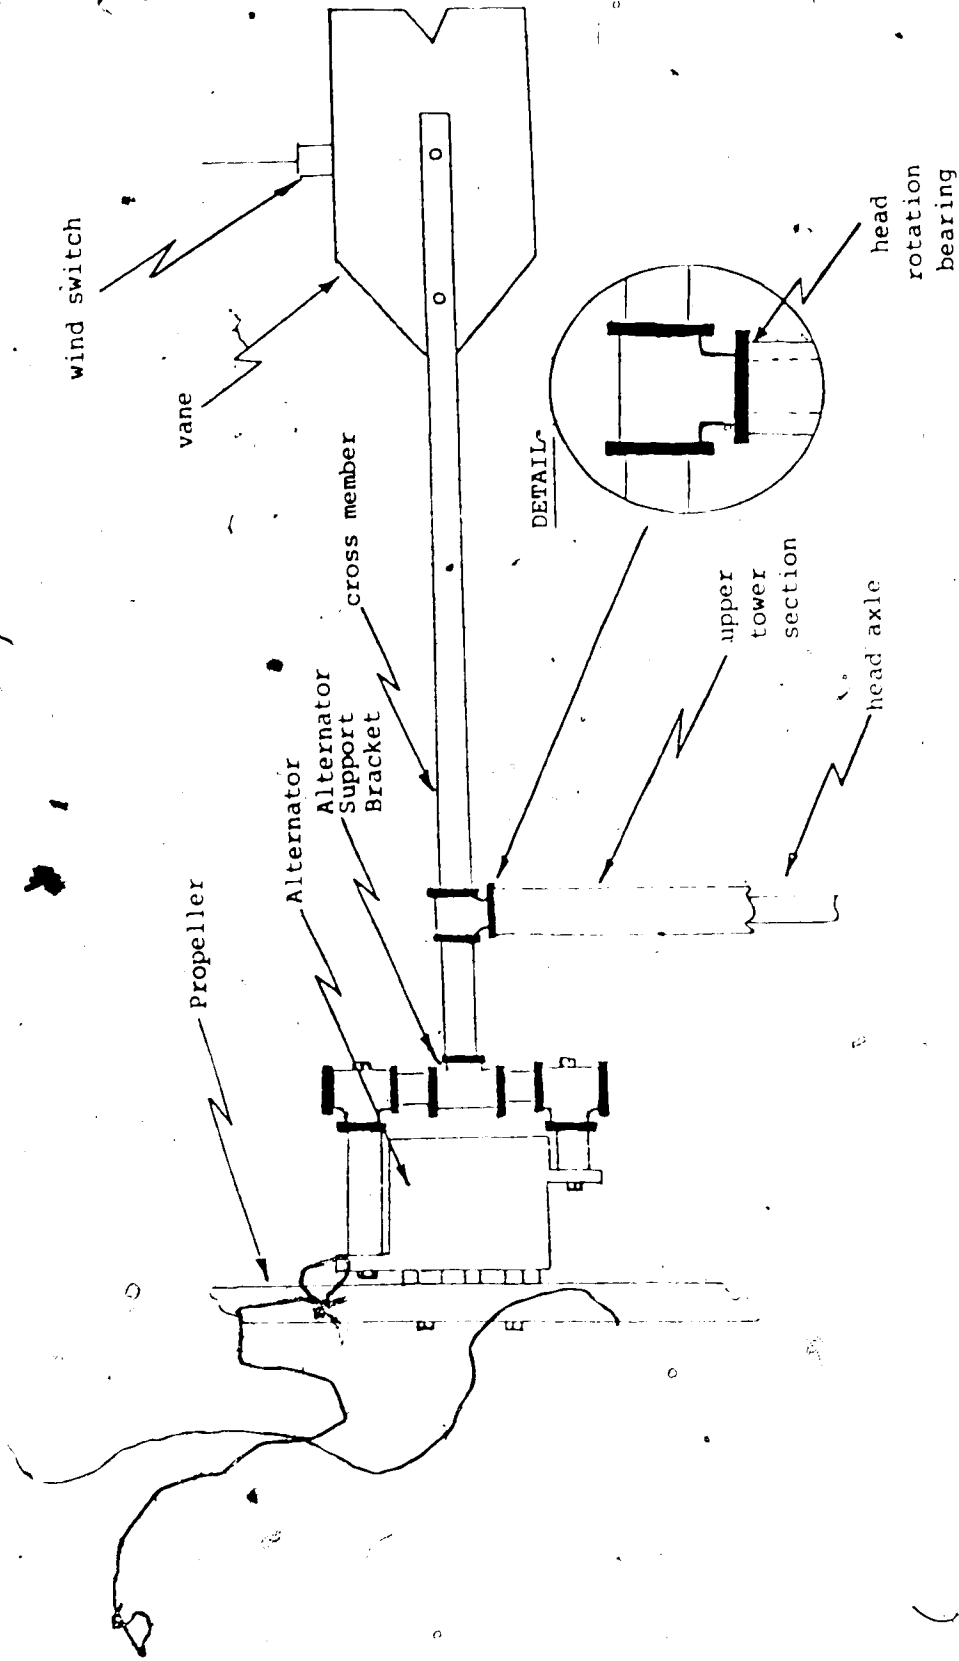 Propeller
Alternator
Alternator
Support
Bracket
cross member
vane
wind switch
DETAIL
upper
tower
section
head axle
head
rotation
bearing